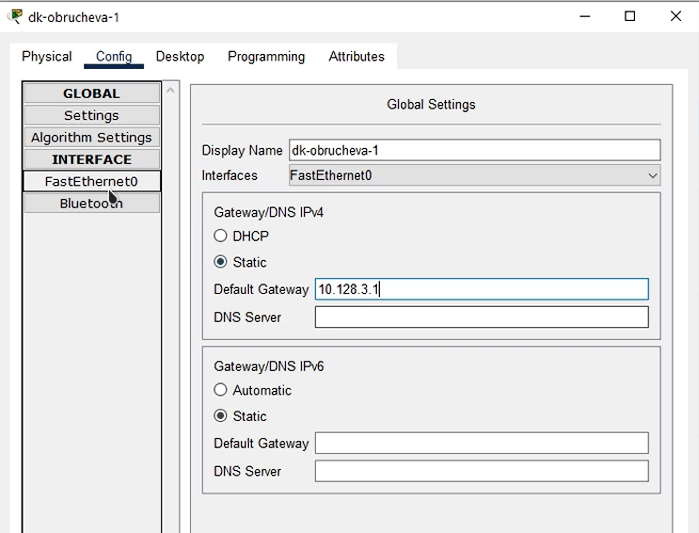 dk-obrucheva-1
Physical Config Desktop Programming Attributes
GLOBAL
Settings
Algorithm Settings
INTERFACE
FastEthernet0
Bluetooth
Global Settings
Display Name dk-obrucheva-1
Interfaces FastEthernet0
Gateway/DNS IPv4
DHCP
Static
Default Gateway 10.128.3.1
DNS Server
Gateway/DNS IPv6
Automatic
Static
Default Gateway
DNS Server